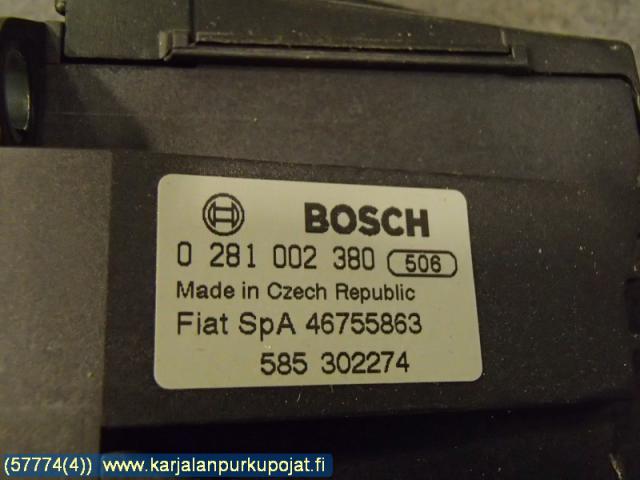 BOSCH
0 281 002 380 506
Made in Czech Republic
Fiat SpA 46755863
585 302274
(57774(4)) www.karjalanpurkupojat.fi